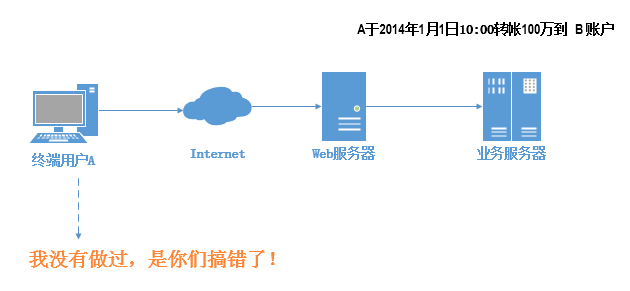 A于2014年1月1日10:00转帐100万到 B 账户
终端用户A
Internet
Web服务器
业务服务器
我没有做过，是你们搞错了！